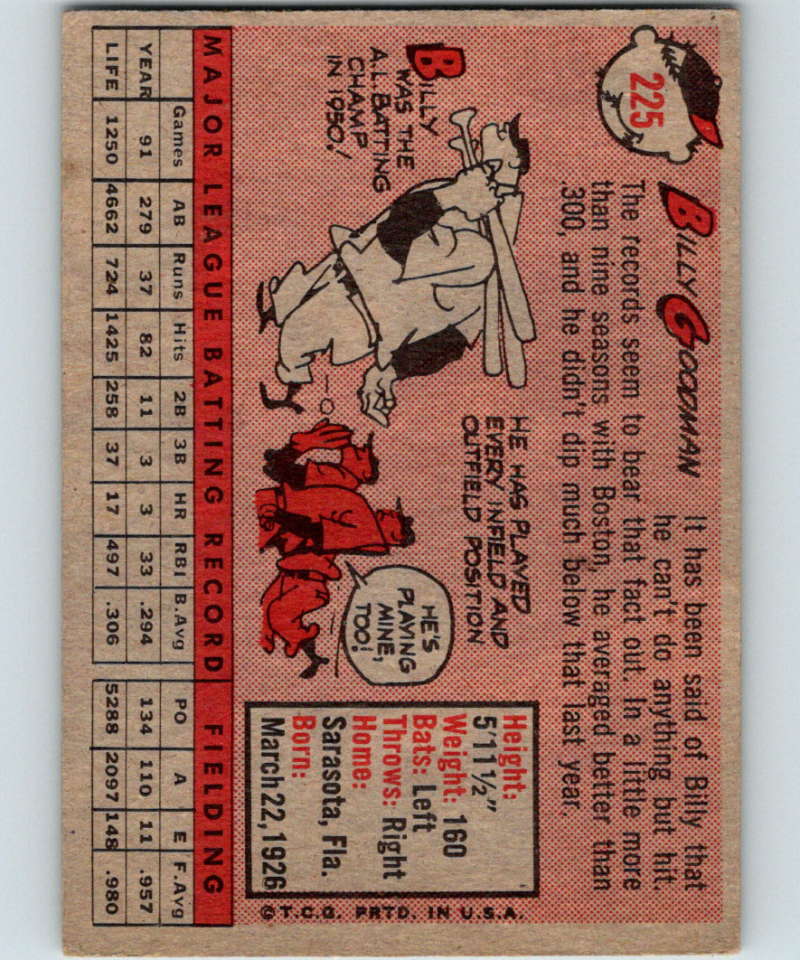 225
BILLY GOODMAN
It has been said of Billy that
he can't do anything but hit.
The records seem to bear that fact out. In a little more
than nine seasons with Boston, he averaged better than
.300, and he didn't dip much below that last year.
BILLY
WAS THE
A.L. BATTING
CHAMP
IN 1950!
HE HAS PLAYED
EVERY INFIELD AND
OUTFIELD POSITION
HE'S
PLAYING
MINE,
TOO!
Height:
5'11½"
Weight: 160
Bats: Left
Throws: Right
Home:
Sarasota, Fla.
Born:
March 22, 1926
© T.C.G. PRTD. IN U.S.A.
MAJOR LEAGUE BATTING RECORD FIELDING
Games AB Runs Hits 2B 3B HR RBI B.Avg PO A E F.Avg
YEAR 91 279 37 82 11 3 3 33 .294 134 110 11 .957
LIFE 1250 4662 724 1425 258 37 17 497 .306 5288 2097 148 .980